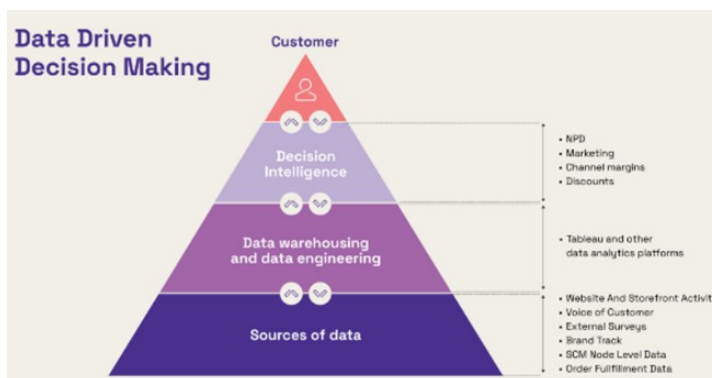 Data Driven
Decision Making
Customer
Decision
Intelligence
• NPD
• Marketing
• Channel margins
• Discounts
Data warehousing
and data engineering
• Tableau and other
data analytics platforms
Sources of data
• Website And Storefront Activit
• Voice of Customer
• External Surveys
• Brand Track
• SCM Node Level Data
• Order Fullfillment Data